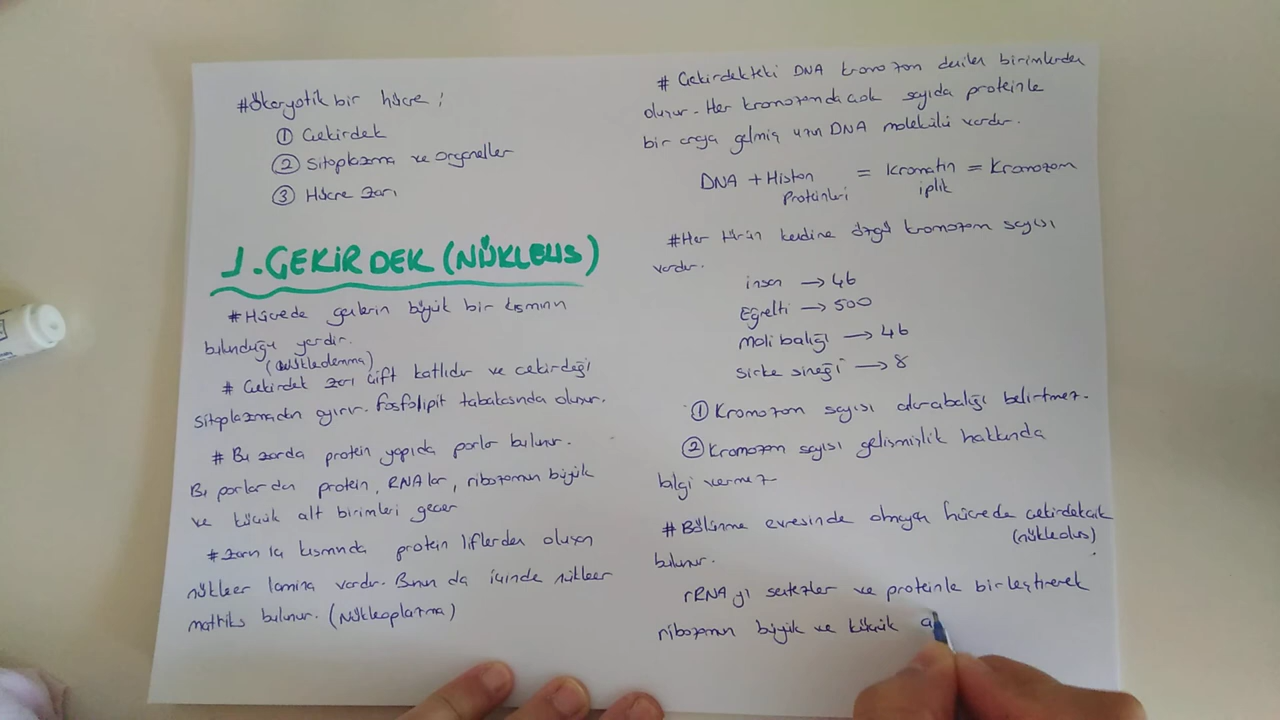 #Ökaryotik bir hücre ;
① Çekirdek
② Sitoplazma ve organeller
③ Hücre zarı
1. ÇEKİRDEK (NÜKLEUS)
#Hücrede genlerin büyük bir kısmının
bulunduğu yerdir.
# Çekirdek zarı çift katlıdır ve çekirdeği
sitoplazmadan ayırır. fosfolipit tabakasında oluşur.
# Bu zarda protein yapıda porlar bulunur.
Bu porlardan protein, RNA lar, ribozomun büyük
ve küçük alt birimleri geçer
#Zarın iç kısmında protein liflerden oluşan
nükleer lamina vardır. Bunun da içinde nükleer
matriks bulunur. (Nükleoplazma)
# Çekirdekteki DNA kromozom denilen birimlerden
oluşur. Her kromozomda çok sayıda proteinle
bir araya gelmiş uzun DNA molekülü vardır.
DNA + Histon Proteinleri = Kromatin iplik = Kromozom
#Her türün kendine özgü kromozom sayısı
vardır.
insan → 46
Eğrelti → 500
Moli balığı → 46
Sirke sineği → 8
① Kromozom sayısı akrabalığı belirtmez.
② Kromozom sayısı gelişmişlik hakkında
bilgi vermez
# Bölünme evresinde olmayan hücrede çekirdekcik
(nükleolus)
bulunur.
rRNA yı sentezler ve proteinle birleştirerek
ribozomun büyük ve küçük a